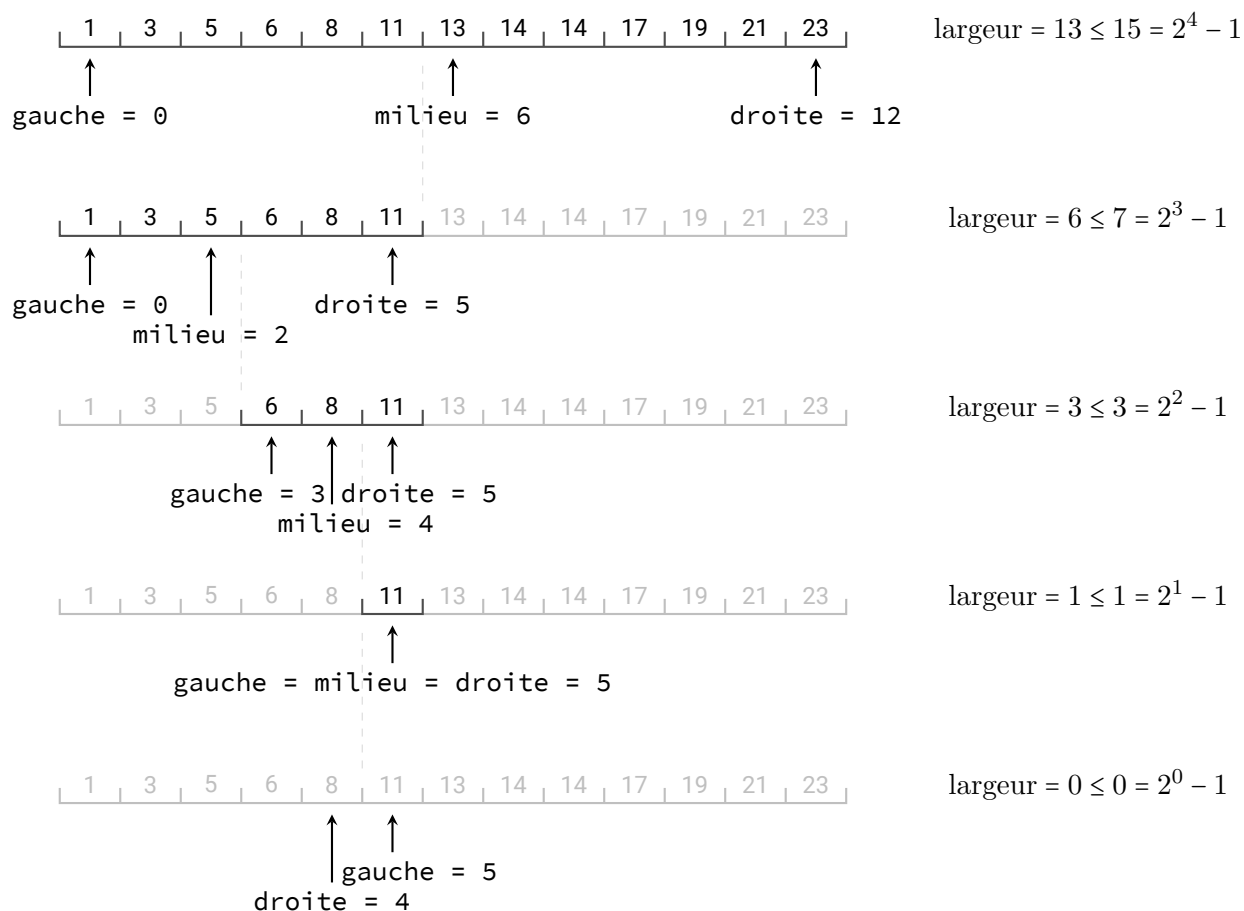 1 3 5 6 8 11 13 14 14 17 19 21 23 largeur = 13 ≤ 15 = 2^4 − 1
gauche = 0 milieu = 6 droite = 12
1 3 5 6 8 11 13 14 14 17 19 21 23 largeur = 6 ≤ 7 = 2^3 − 1
gauche = 0 droite = 5
milieu = 2
1 3 5 6 8 11 13 14 14 17 19 21 23 largeur = 3 ≤ 3 = 2^2 − 1
gauche = 3 droite = 5
milieu = 4
1 3 5 6 8 11 13 14 14 17 19 21 23 largeur = 1 ≤ 1 = 2^1 − 1
gauche = milieu = droite = 5
1 3 5 6 8 11 13 14 14 17 19 21 23 largeur = 0 ≤ 0 = 2^0 − 1
gauche = 5
droite = 4